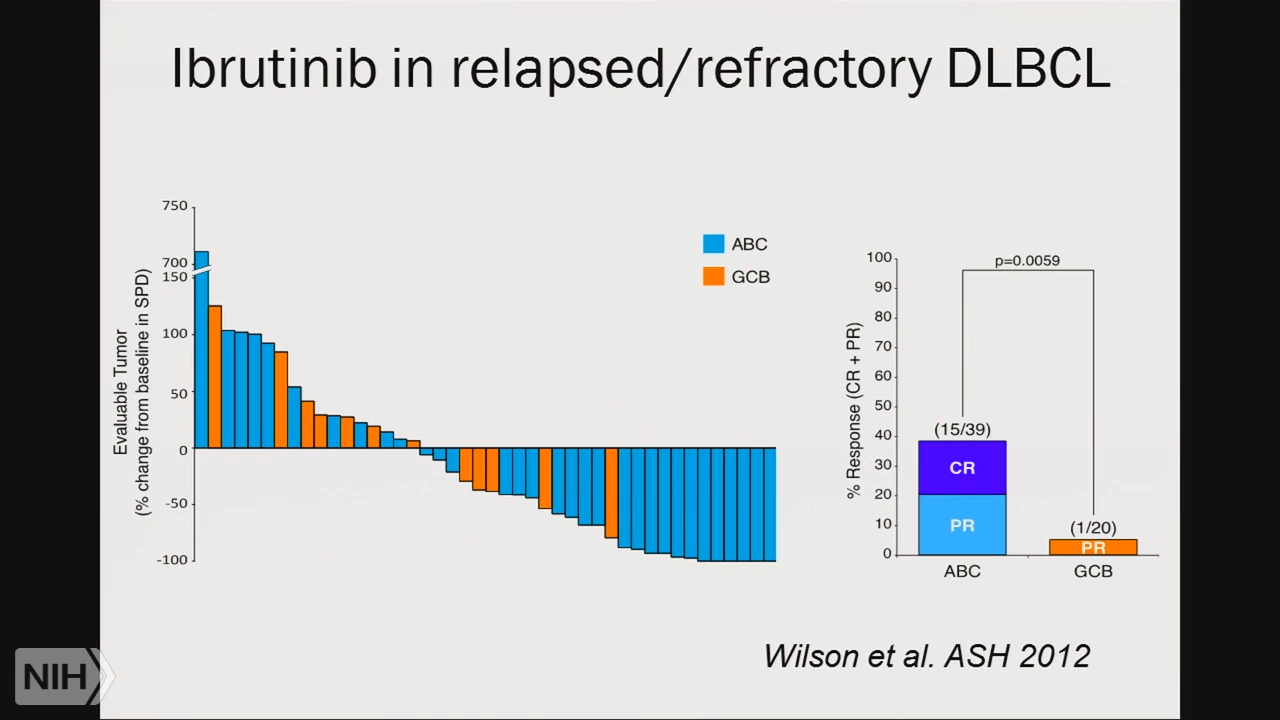 Ibrutinib in relapsed/refractory DLBCL
Evaluable Tumor
(% change from baseline in SPD)
750
700
150
100
50
0
-50
-100
ABC
GCB
% Response (CR + PR)
100
90
80
70
60
50
40
30
20
10
0
p=0.0059
(15/39)
CR
PR
(1/20)
PR
ABC
GCB
Wilson et al. ASH 2012
NIH